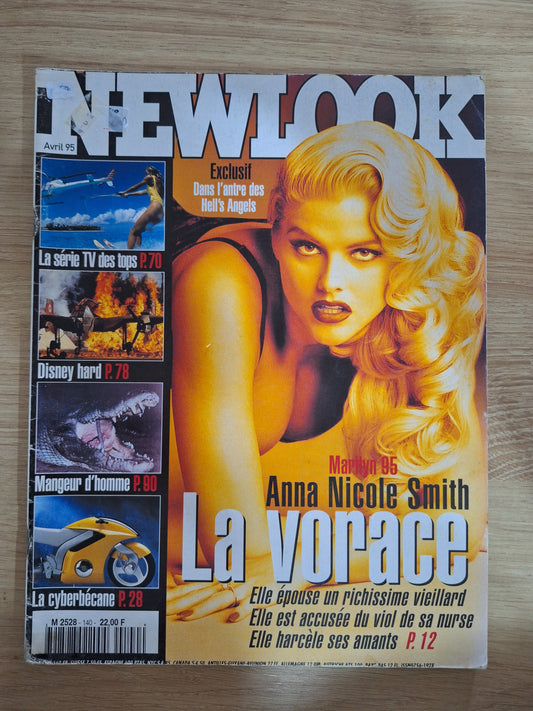 NEWLOOK
Avril 95
Exclusif
Dans l'antre des
Hell's Angels
La série TV des tops P.70
Disney hard P.78
Mangeur d'homme P.90
La cyberbécane P.28
Marilyn 95
Anna Nicole Smith
La vorace
Elle épouse un richissime vieillard
Elle est accusée du viol de sa nurse
Elle harcèle ses amants P.12
M 2528 - 140 - 22,00 F